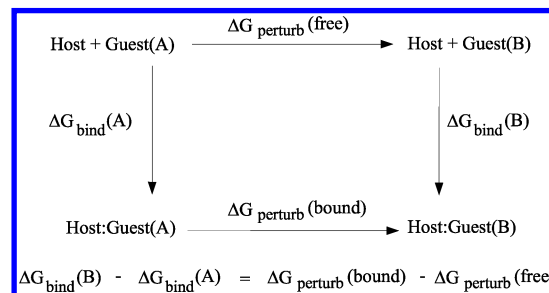 ΔG perturb (free)
Host + Guest(A) Host + Guest(B)
ΔG bind (A) ΔG bind (B)
ΔG perturb (bound)
Host:Guest(A) Host:Guest(B)
ΔG bind (B) - ΔG bind (A) = ΔG perturb (bound) - ΔG perturb (free